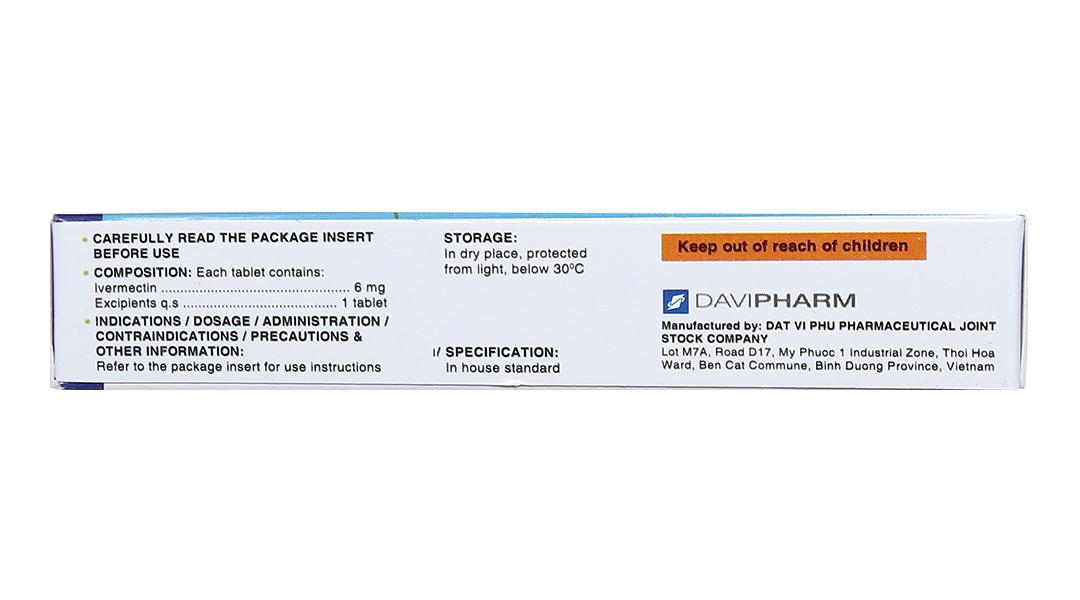 • CAREFULLY READ THE PACKAGE INSERT
BEFORE USE
• COMPOSITION: Each tablet contains:
Ivermectin .................................................. 6 mg
Excipients q.s ......................................... 1 tablet
• INDICATIONS / DOSAGE / ADMINISTRATION /
CONTRAINDICATIONS / PRECAUTIONS &
OTHER INFORMATION:
Refer to the package insert for use instructions
STORAGE:
In dry place, protected
from light, below 30ºC
/ SPECIFICATION:
In house standard
Keep out of reach of children
DAVIPHARM
Manufactured by: DAT VI PHU PHARMACEUTICAL JOINT
STOCK COMPANY
Lot M7A, Road D17, My Phuoc 1 Industrial Zone, Thoi Hoa
Ward, Ben Cat Commune, Binh Duong Province, Vietnam